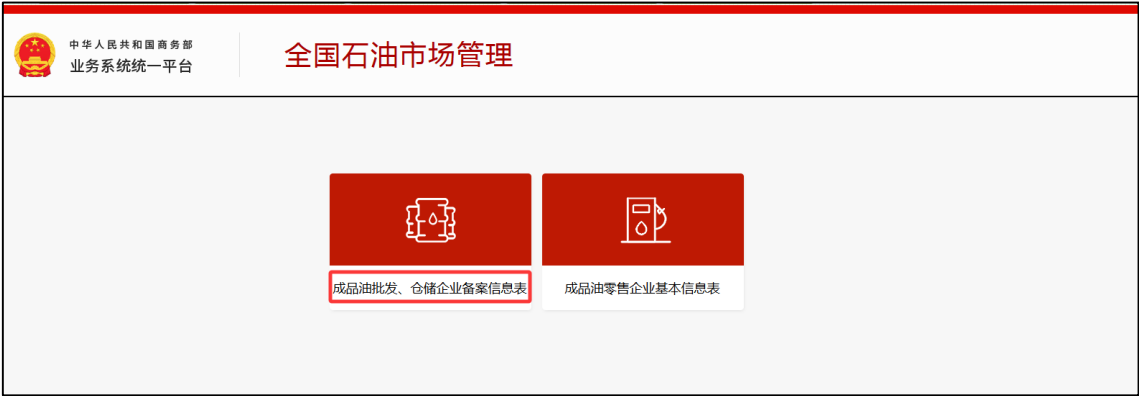 中华人民共和国商务部
业务系统统一平台
全国石油市场管理
成品油批发、仓储企业备案信息表
成品油零售企业基本信息表